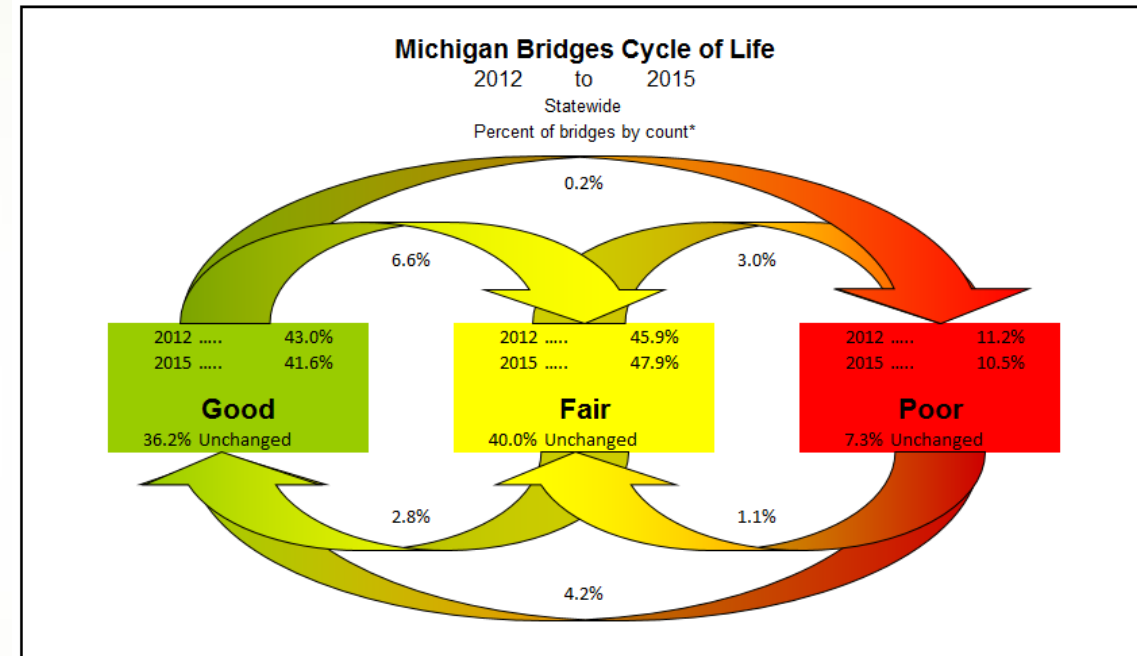 Michigan Bridges Cycle of Life
2012 to 2015
Statewide
Percent of bridges by count*
0.2%
6.6%
3.0%
2012 ..... 43.0%
2015 ..... 41.6%
Good
36.2% Unchanged
2012 ..... 45.9%
2015 ..... 47.9%
Fair
40.0% Unchanged
2012 ..... 11.2%
2015 ..... 10.5%
Poor
7.3% Unchanged
2.8%
1.1%
4.2%